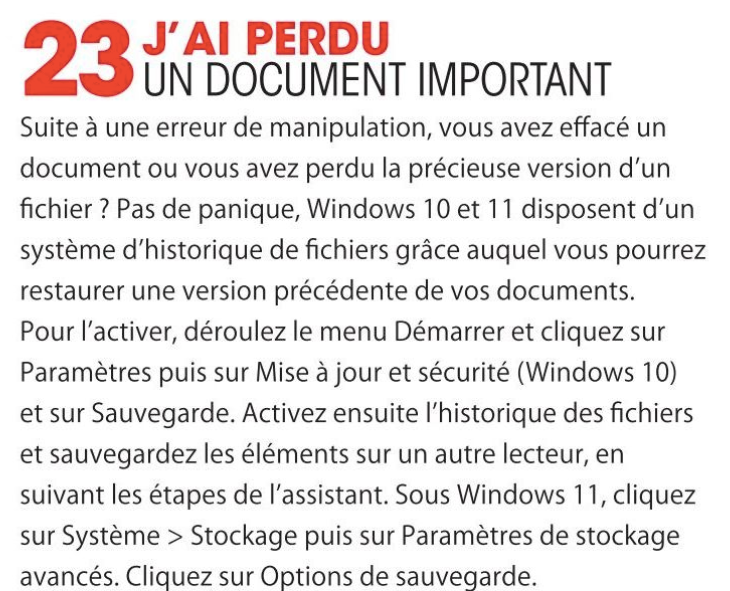 23 J'AI PERDU
UN DOCUMENT IMPORTANT
Suite à une erreur de manipulation, vous avez effacé un
document ou vous avez perdu la précieuse version d'un
fichier ? Pas de panique, Windows 10 et 11 disposent d'un
système d'historique de fichiers grâce auquel vous pourrez
restaurer une version précédente de vos documents.
Pour l'activer, déroulez le menu Démarrer et cliquez sur
Paramètres puis sur Mise à jour et sécurité (Windows 10)
et sur Sauvegarde. Activez ensuite l'historique des fichiers
et sauvegardez les éléments sur un autre lecteur, en
suivant les étapes de l'assistant. Sous Windows 11, cliquez
sur Système > Stockage puis sur Paramètres de stockage
avancés. Cliquez sur Options de sauvegarde.